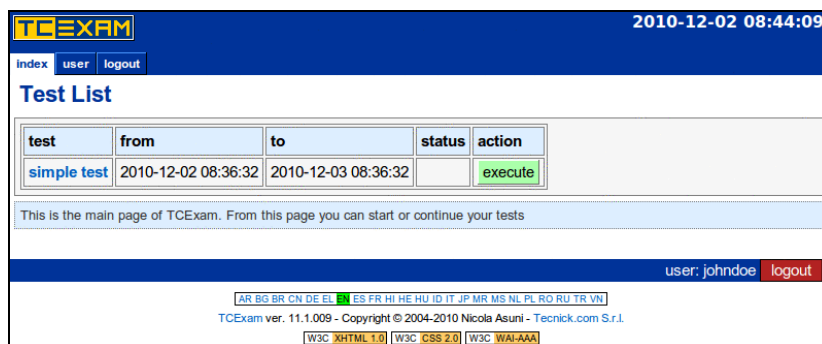 TCEXAM
2010-12-02 08:44:09
index user logout
Test List
test from to status action
simple test 2010-12-02 08:36:32 2010-12-03 08:36:32 execute
This is the main page of TCExam. From this page you can start or continue your tests
user: johndoe logout
AR BG BR CN DE EL EN ES FR HI HE HU ID IT JP MR MS NL PL RO RU TR VN
TCExam ver. 11.1.009 - Copyright © 2004-2010 Nicola Asuni - Tecnick.com S.r.l.
W3C XHTML 1.0 W3C CSS 2.0 W3C WAI-AAA